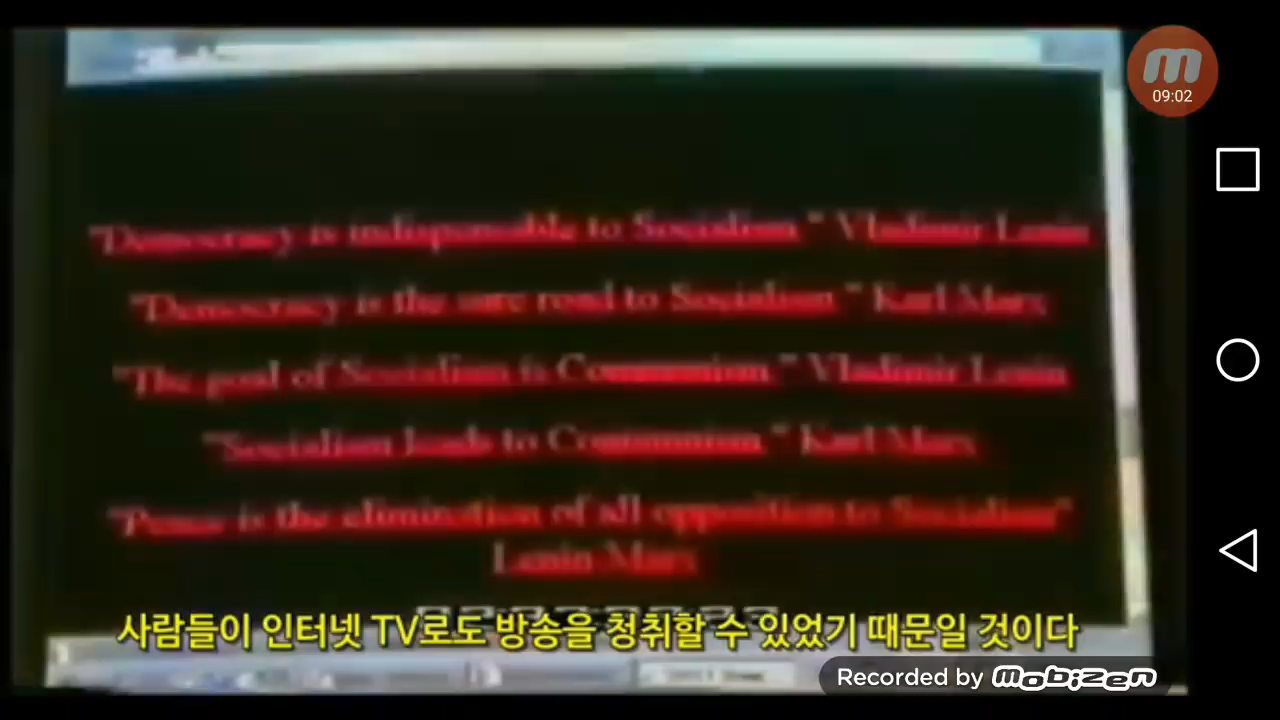 09:02
"Democracy is indispensable to Socialism." Vladimir Lenin
"Democracy is the sure road to Socialism." Karl Marx
"The goal of Socialism is Communism." Vladimir Lenin
"Socialism leads to Communism." Karl Marx
"Peace is the elimination of all opposition to Socialism"
Lenin Marx
사람들이 인터넷 TV로도 방송을 청취할 수 있었기 때문일 것이다
Recorded by mobizen